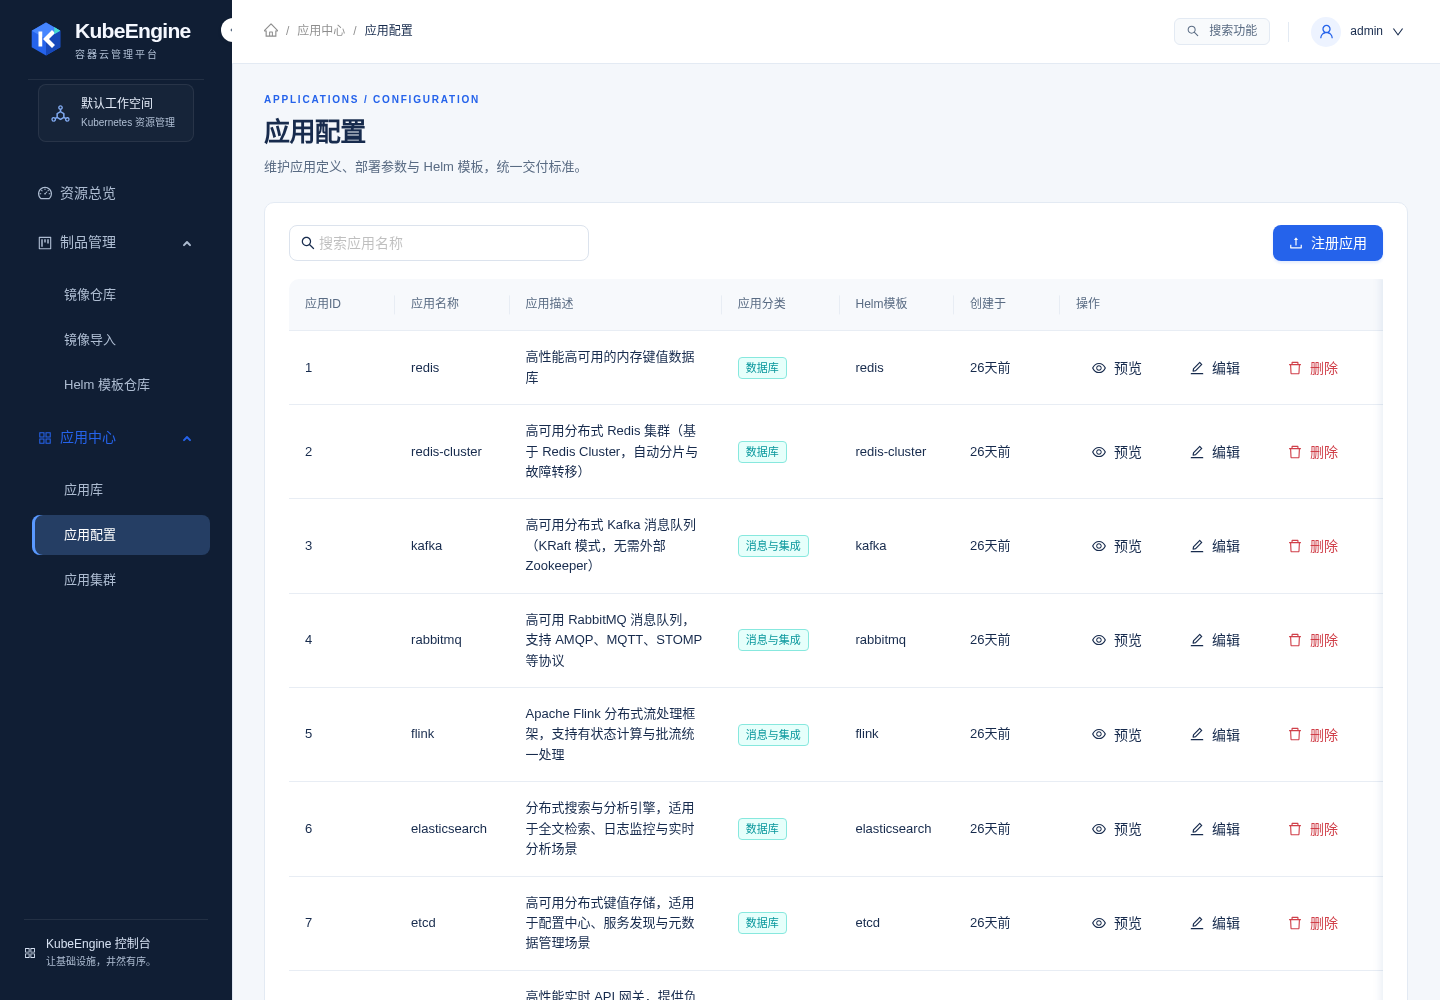 KubeEngine
容器云管理平台
默认工作空间
Kubernetes 资源管理
资源总览
制品管理
镜像仓库
镜像导入
Helm 模板仓库
应用中心
应用库
应用配置
应用集群
KubeEngine 控制台
让基础设施，井然有序。
/ 应用中心 / 应用配置
搜索功能
admin
APPLICATIONS / CONFIGURATION
应用配置
维护应用定义、部署参数与 Helm 模板，统一交付标准。
搜索应用名称
注册应用
应用ID 应用名称 应用描述 应用分类 Helm模板 创建于 操作
1 redis 高性能高可用的内存键值数据 数据库 redis 26天前 预览 编辑 删除
库
2 redis-cluster 高可用分布式 Redis 集群（基 数据库 redis-cluster 26天前 预览 编辑 删除
于 Redis Cluster，自动分片与
故障转移）
3 kafka 高可用分布式 Kafka 消息队列 消息与集成 kafka 26天前 预览 编辑 删除
（KRaft 模式，无需外部
Zookeeper）
4 rabbitmq 高可用 RabbitMQ 消息队列， 消息与集成 rabbitmq 26天前 预览 编辑 删除
支持 AMQP、MQTT、STOMP
等协议
5 flink Apache Flink 分布式流处理框 消息与集成 flink 26天前 预览 编辑 删除
架，支持有状态计算与批流统
一处理
6 elasticsearch 分布式搜索与分析引擎，适用 数据库 elasticsearch 26天前 预览 编辑 删除
于全文检索、日志监控与实时
分析场景
7 etcd 高可用分布式键值存储，适用 数据库 etcd 26天前 预览 编辑 删除
于配置中心、服务发现与元数
据管理场景
高性能实时 API 网关，提供负